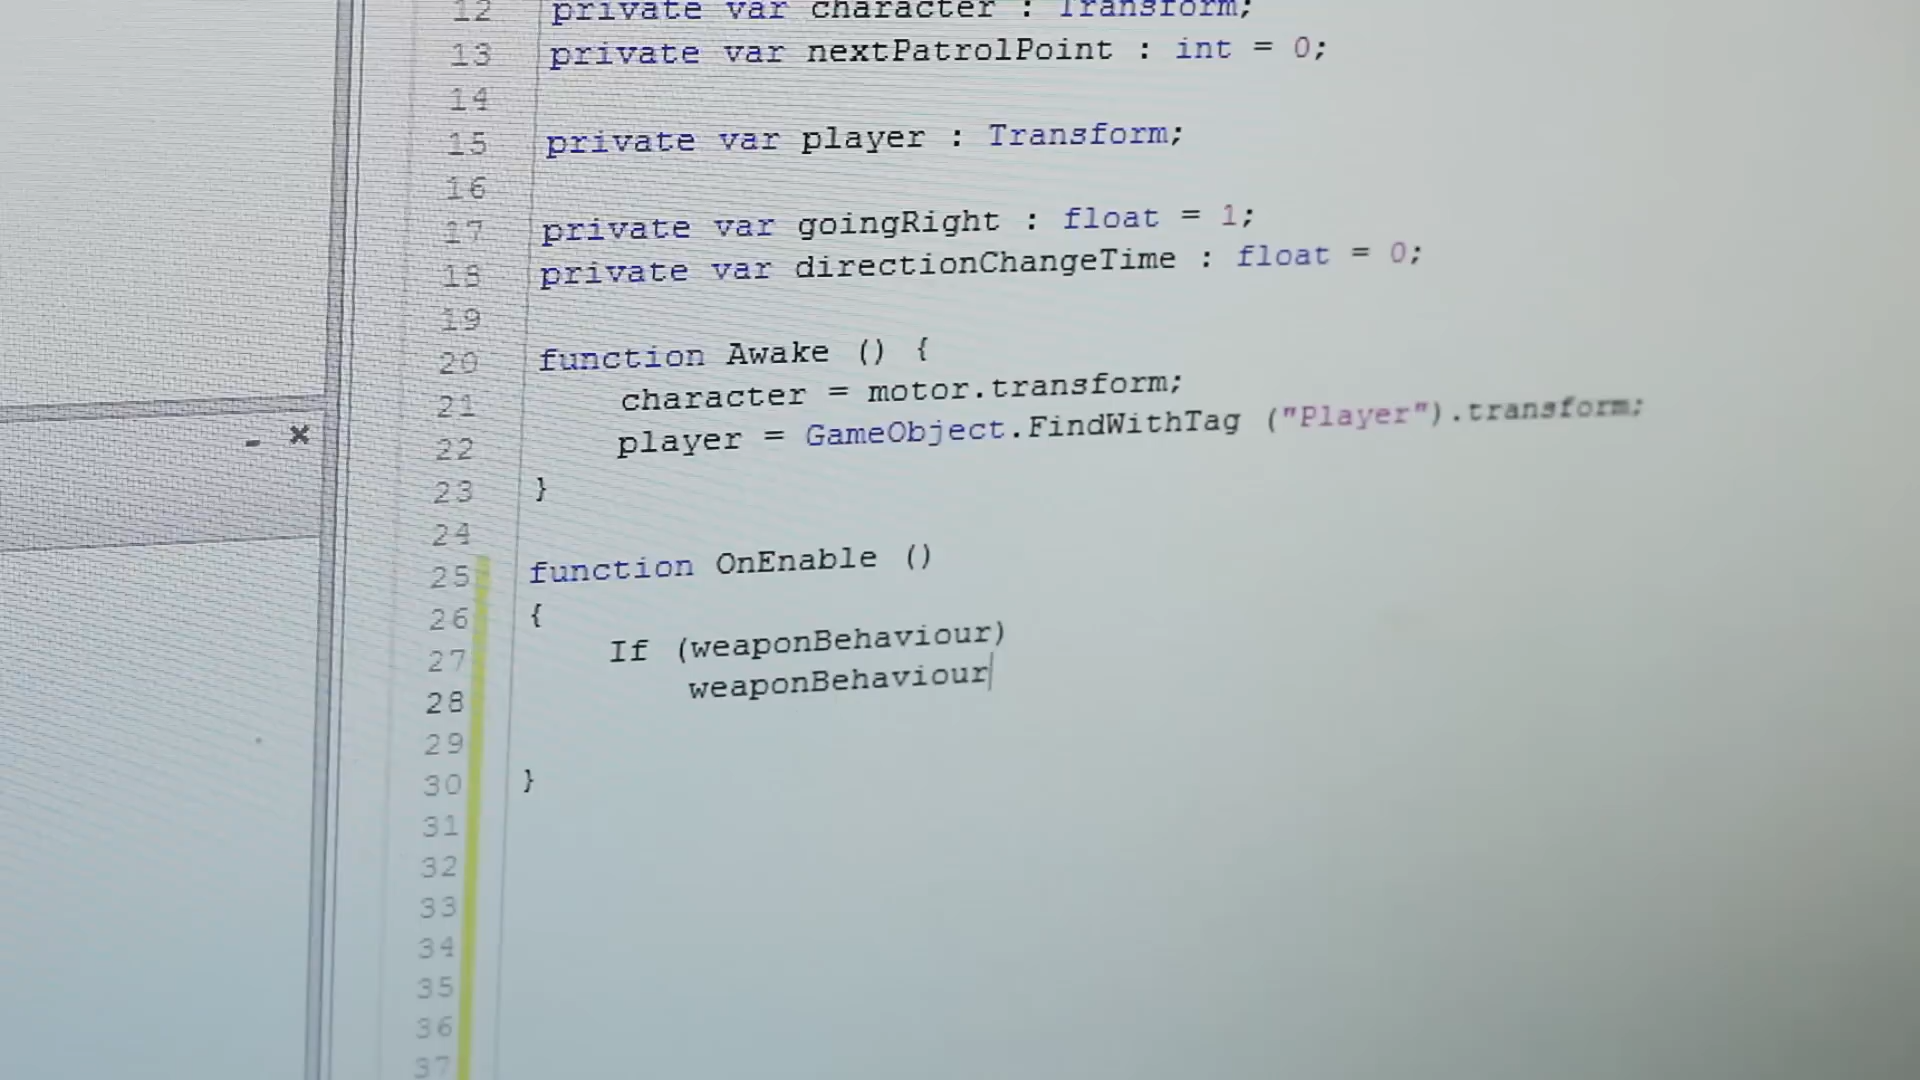 12 private var character : Transform;
13 private var nextPatrolPoint : int = 0;
14
15 private var player : Transform;
16
17 private var goingRight : float = 1;
18 private var directionChangeTime : float = 0;
19
20 function Awake () {
21 character = motor.transform;
22 player = GameObject.FindWithTag ("Player").transform;
23 }
24
25 function OnEnable ()
26 {
27 If (weaponBehaviour)
28 weaponBehaviour
29
30 }
31
32
33
34
35
36
37